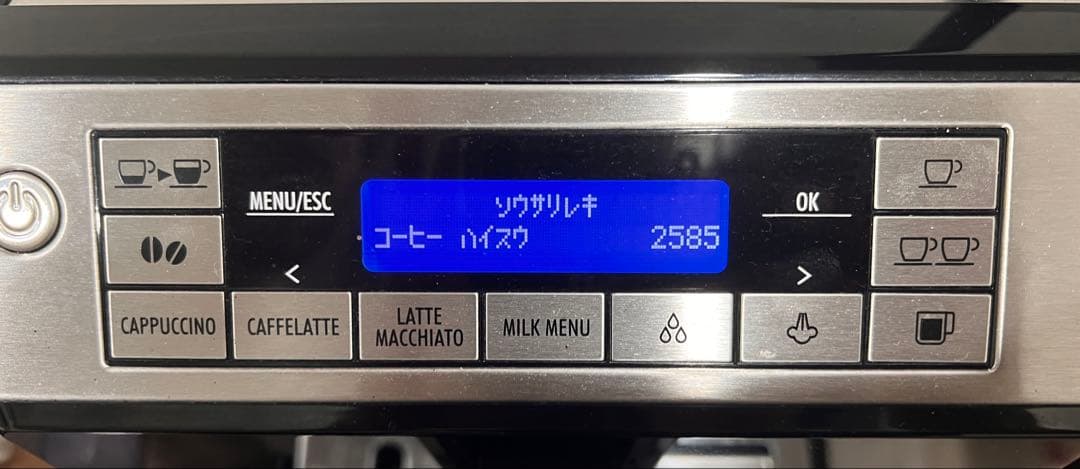 MENU/ESC
ソウサリレキ
コーヒー ハイスウ 2585
OK
<
>
CAPPUCCINO
CAFFELATTE
LATTE
MACCHIATO
MILK MENU